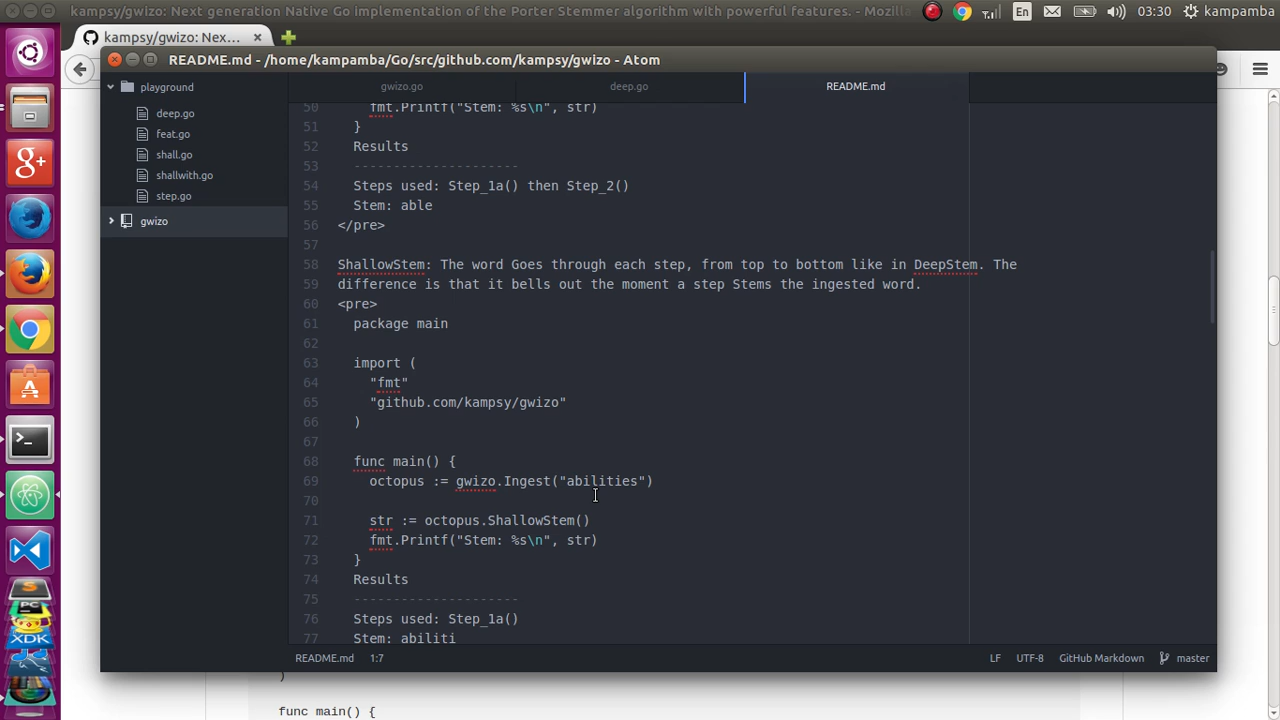 kampsy/gwizo: Next generation Native Go implementation of the Porter Stemmer algorithm with powerful features. - Mozilla
En
03:30
kampamba
kampsy/gwizo: Nex...
README.md - /home/kampamba/Go/src/github.com/kampsy/gwizo - Atom
playground
deep.go
feat.go
shall.go
shallwith.go
step.go
gwizo
gwizo.go
deep.go
README.md
50 fmt.Printf("Stem: %s\n", str)
51 }
52 Results
53 ---------------------
54 Steps used: Step_1a() then Step_2()
55 Stem: able
56 </pre>
57
58 ShallowStem: The word Goes through each step, from top to bottom like in DeepStem. The
59 difference is that it bells out the moment a step Stems the ingested word.
60 <pre>
61 package main
62
63 import (
64 "fmt"
65 "github.com/kampsy/gwizo"
66 )
67
68 func main() {
69 octopus := gwizo.Ingest("abilities")
70
71 str := octopus.ShallowStem()
72 fmt.Printf("Stem: %s\n", str)
73 }
74 Results
75 ---------------------
76 Steps used: Step_1a()
77 Stem: abiliti
README.md
1:7
LF
UTF-8
GitHub Markdown
master
PC
XDK
)
func main() {